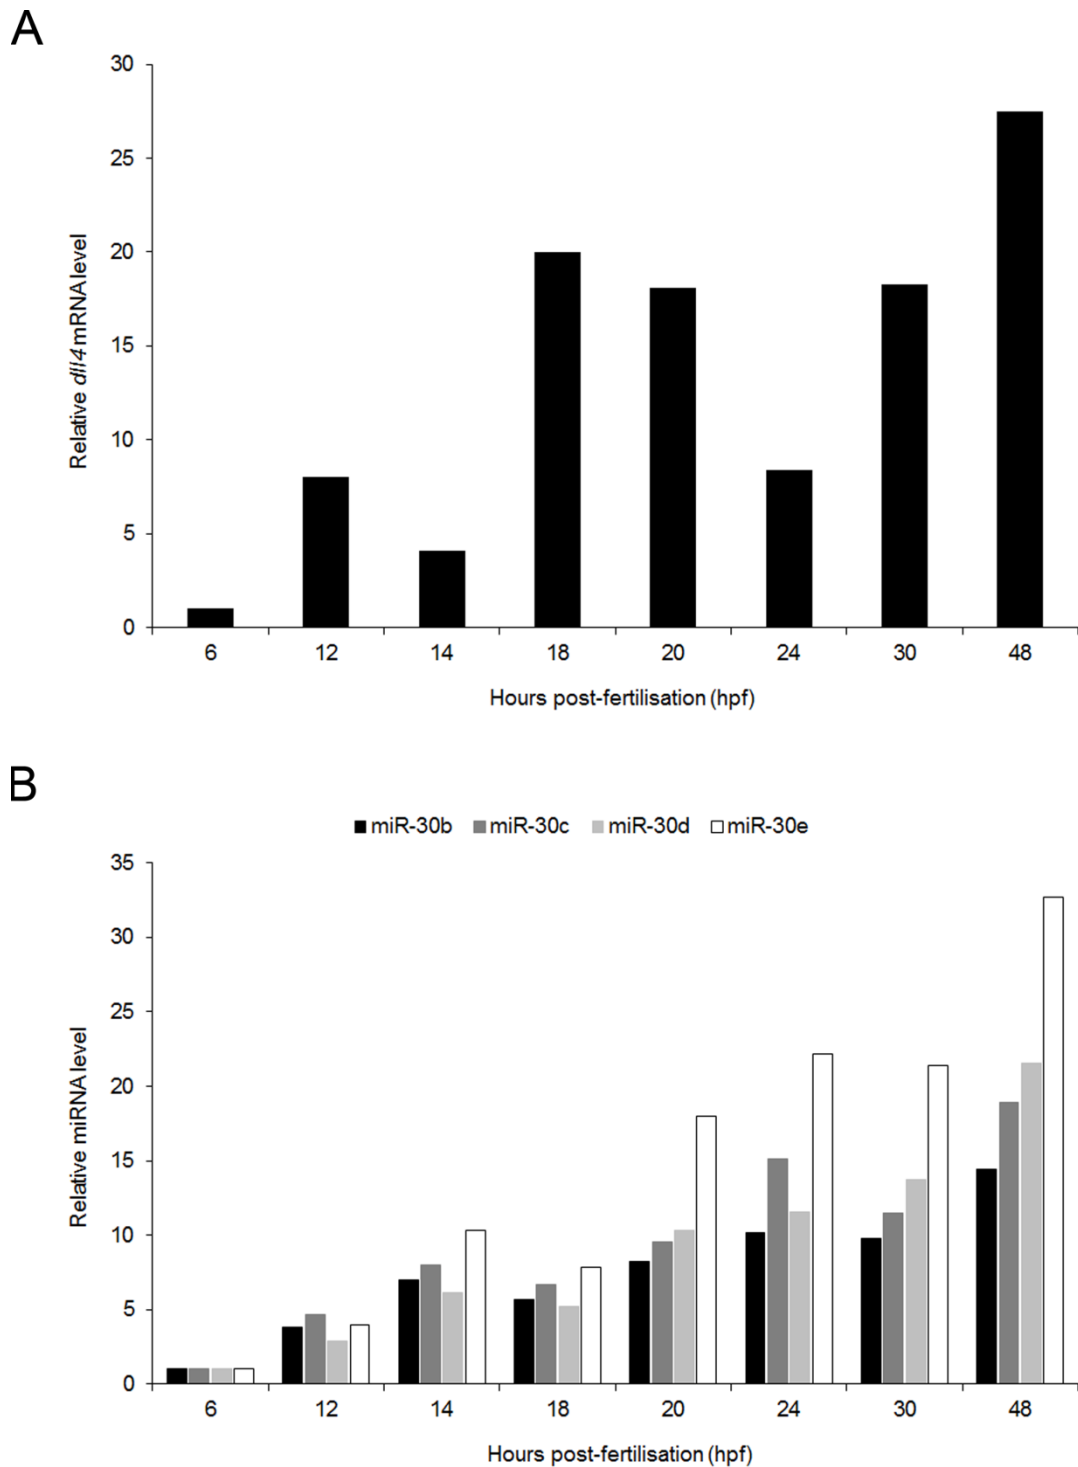 A
30
25
20
15
10
5
0
Relative dll4 mRNA level
6 12 14 18 20 24 30 48
Hours post-fertilisation (hpf)
B
miR-30b miR-30c miR-30d miR-30e
35
30
25
20
15
10
5
0
Relative miRNA level
6 12 14 18 20 24 30 48
Hours post-fertilisation (hpf)